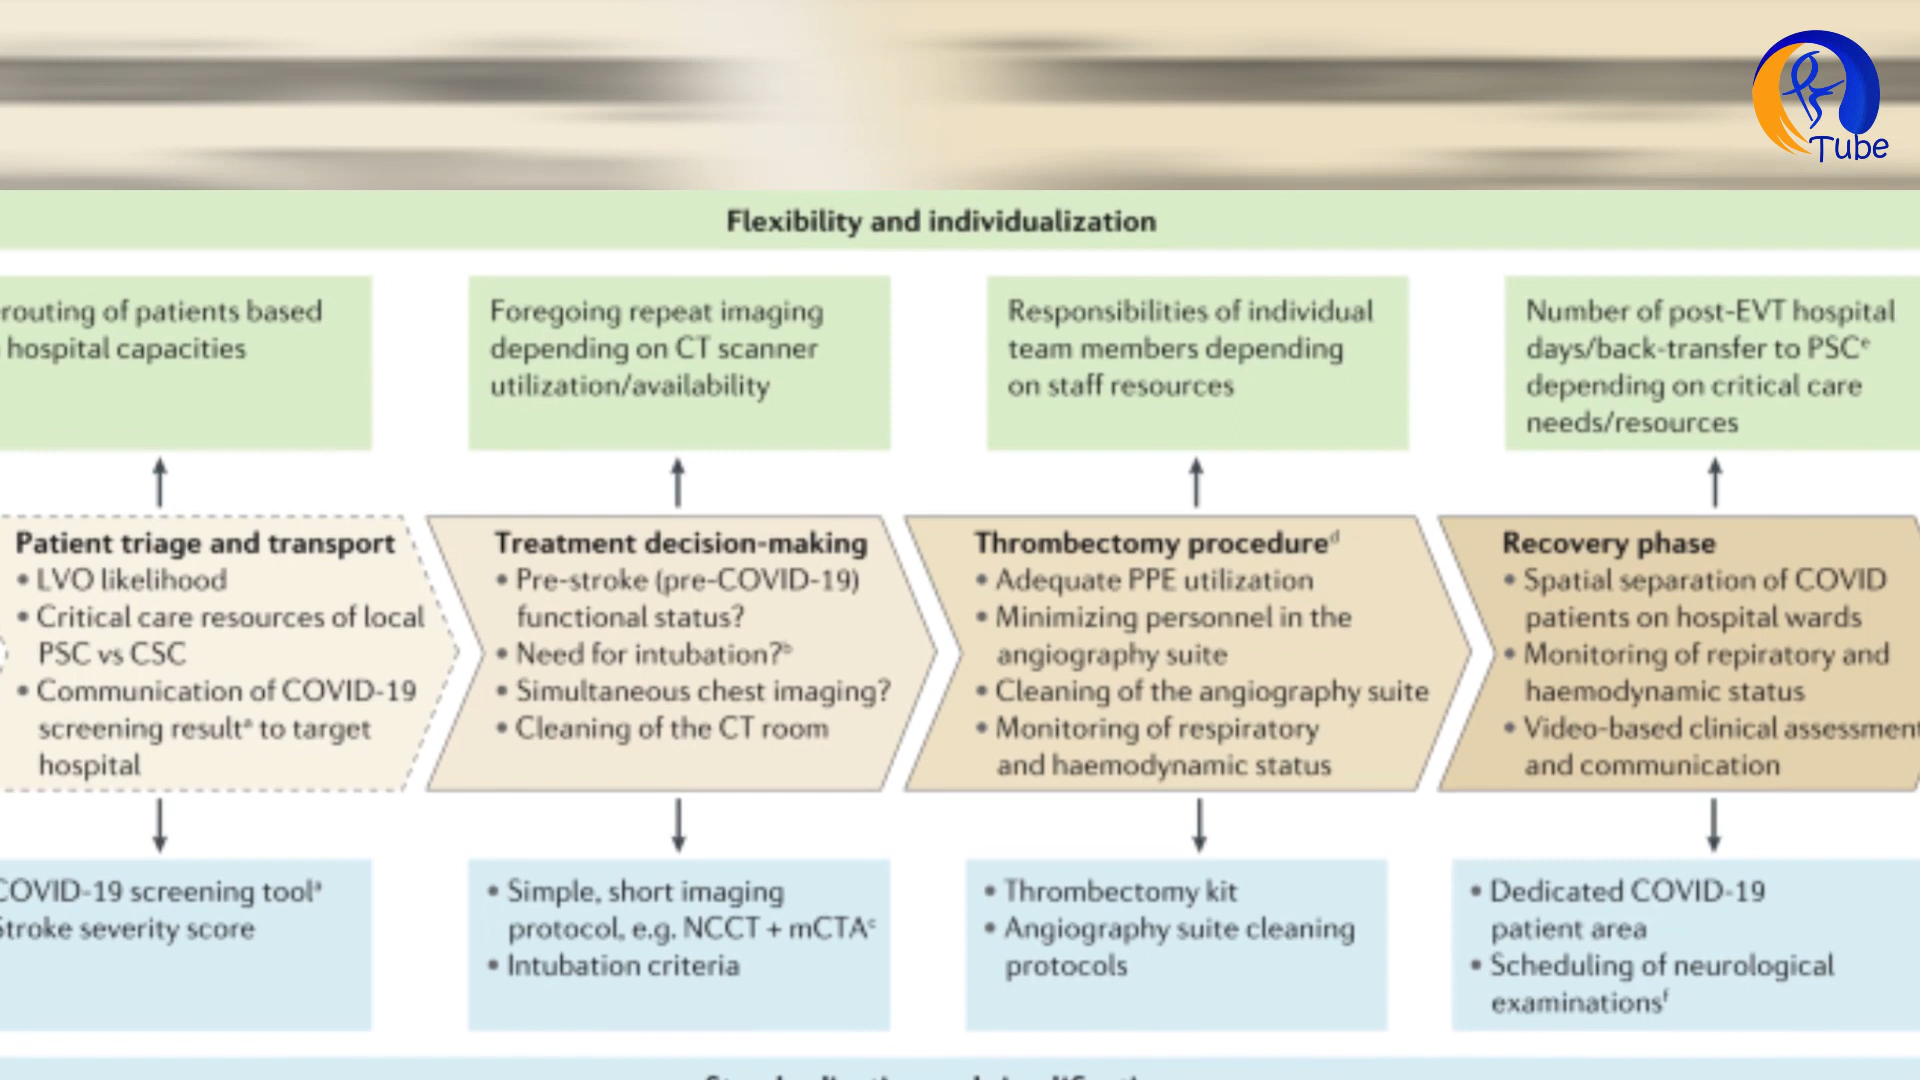 Tube
Flexibility and individualization
routing of patients based
hospital capacities
Foregoing repeat imaging
depending on CT scanner
utilization/availability
Responsibilities of individual
team members depending
on staff resources
Number of post-EVT hospital
days/back-transfer to PSCᵉ
depending on critical care
needs/resources
Patient triage and transport
• LVO likelihood
• Critical care resources of local
PSC vs CSC
• Communication of COVID-19
screening resultᵃ to target
hospital
Treatment decision-making
• Pre-stroke (pre-COVID-19)
functional status?
• Need for intubation?ᵇ
• Simultaneous chest imaging?
• Cleaning of the CT room
Thrombectomy procedureᵈ
• Adequate PPE utilization
• Minimizing personnel in the
angiography suite
• Cleaning of the angiography suite
• Monitoring of respiratory
and haemodynamic status
Recovery phase
• Spatial separation of COVID
patients on hospital wards
• Monitoring of repiratory and
haemodynamic status
• Video-based clinical assessment
and communication
COVID-19 screening toolᵃ
Stroke severity score
• Simple, short imaging
protocol, e.g. NCCT + mCTAᶜ
• Intubation criteria
• Thrombectomy kit
• Angiography suite cleaning
protocols
• Dedicated COVID-19
patient area
• Scheduling of neurological
examinationsᶠ